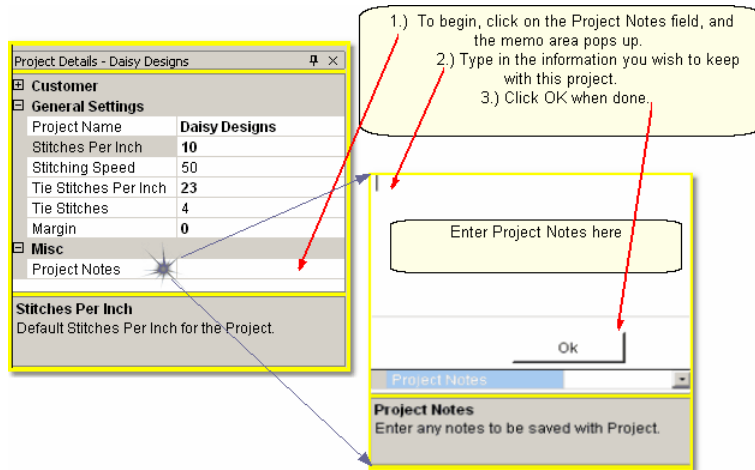 1.) To begin, click on the Project Notes field, and
the memo area pops up.
2.) Type in the information you wish to keep
with this project.
3.) Click OK when done.
Project Details - Daisy Designs
Customer
General Settings
Project Name Daisy Designs
Stitches Per Inch 10
Stitching Speed 50
Tie Stitches Per Inch 23
Tie Stitches 4
Margin 0
Misc
Project Notes
Stitches Per Inch
Default Stitches Per Inch for the Project.
Enter Project Notes here
Ok
Project Notes
Project Notes
Enter any notes to be saved with Project.